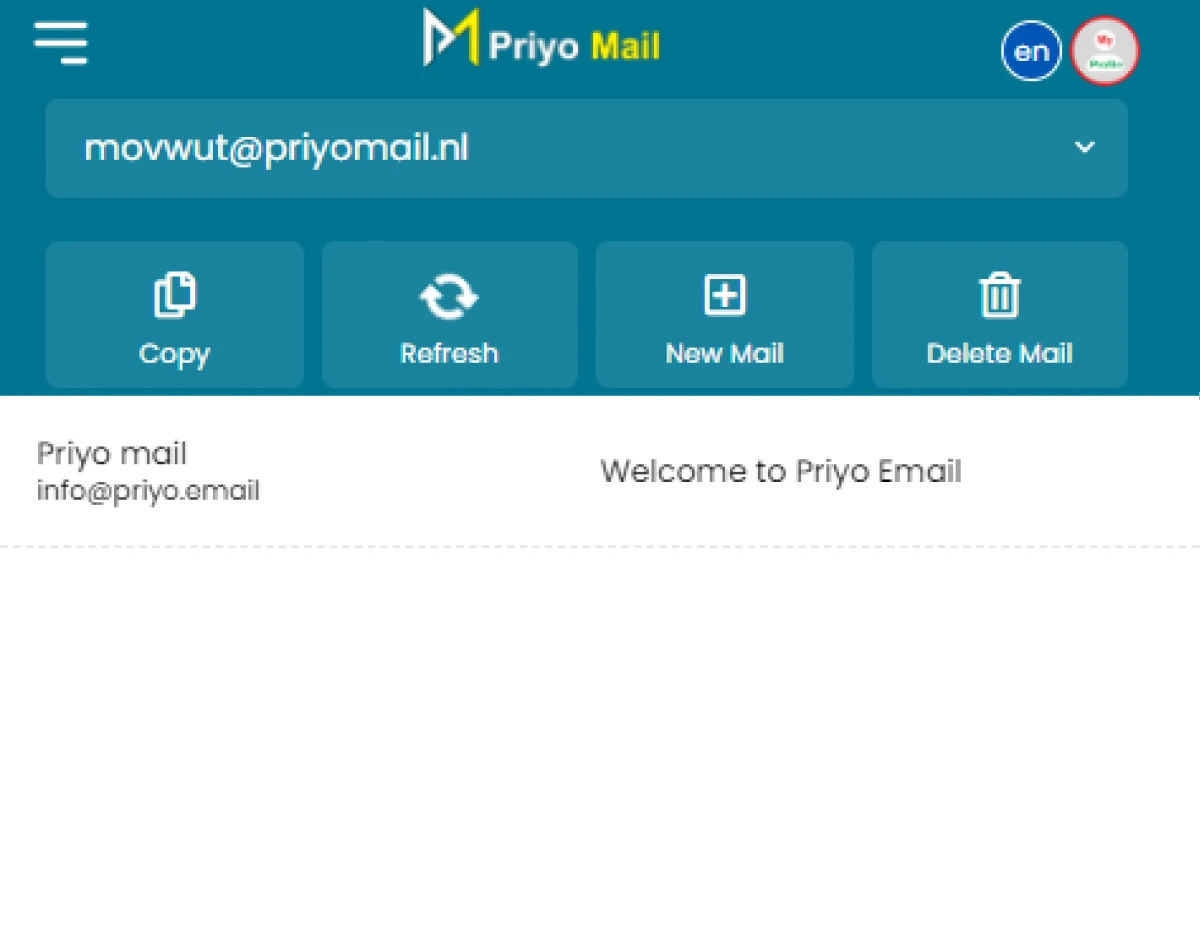 Priyo Mail
en
My
Profile
movwut@priyomail.nl
Copy
Refresh
New Mail
Delete Mail
Priyo mail
info@priyo.email
Welcome to Priyo Email